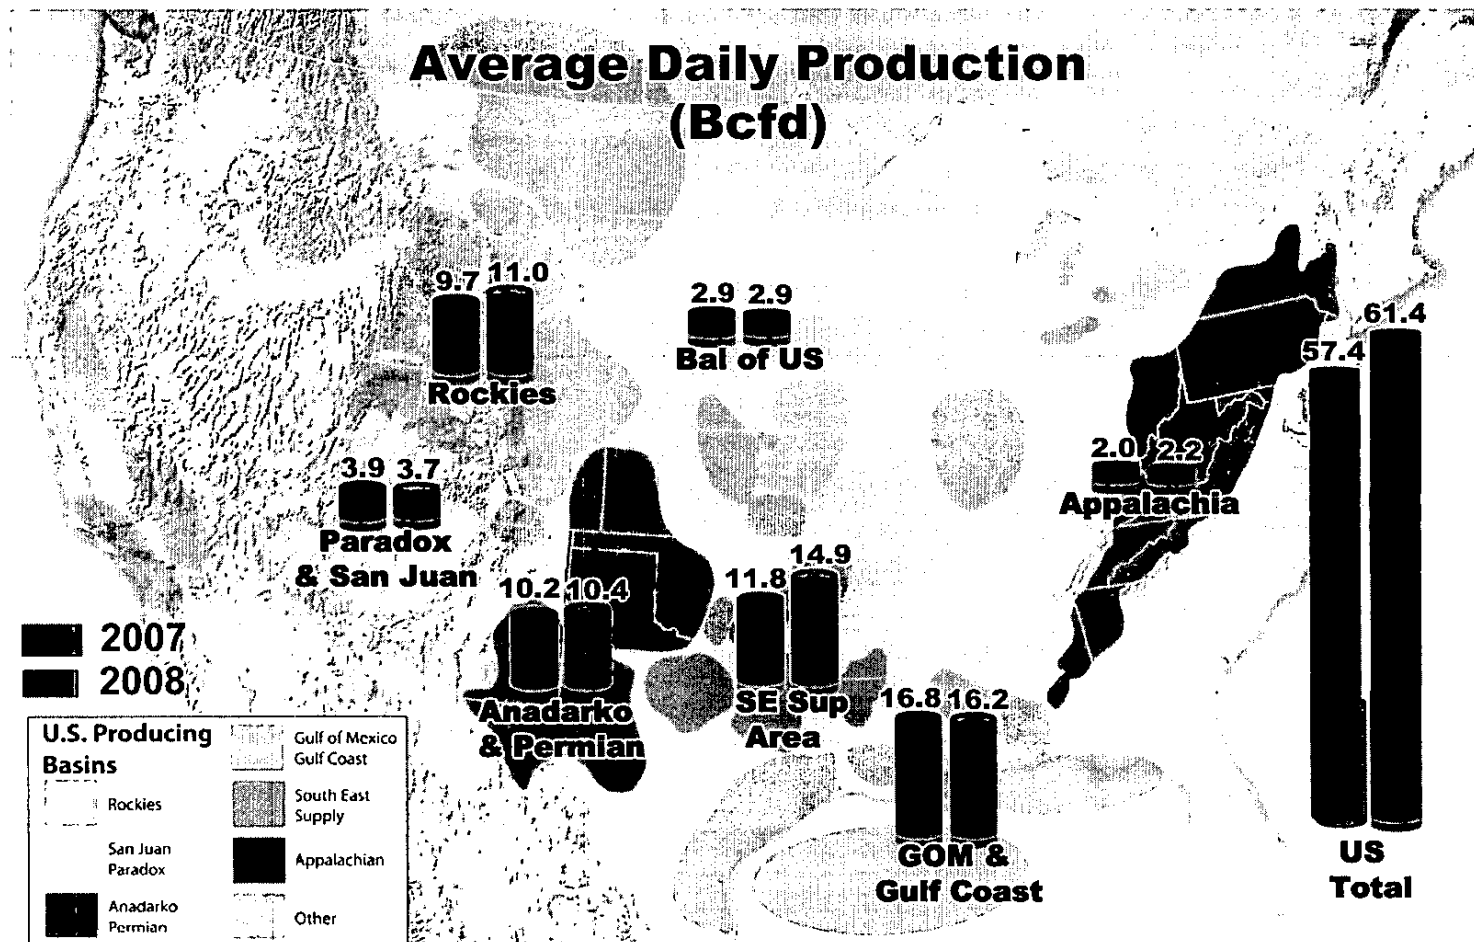 Average Daily Production
(Bcfd)
9.7 11.0
Rockies
2.9 2.9
Bal of US
61.4
57.4
US
Total
3.9 3.7
Paradox
& San Juan
2.0 2.2
Appalachia
10.2 10.4
Anadarko
& Permian
11.8 14.9
SE Sup
Area
16.8 16.2
GOM &
Gulf Coast
2007
2008
U.S. Producing
Basins
Rockies
San Juan
Paradox
Anadarko
Permian
Gulf of Mexico
Gulf Coast
South East
Supply
Appalachian
Other